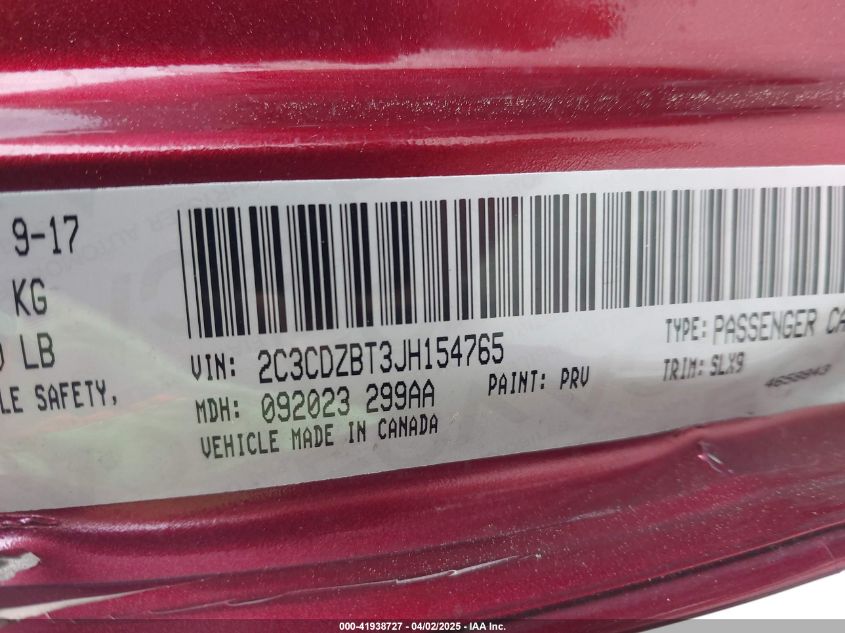 9-17
KG
LB
LE SAFETY,
VIN: 2C3CDZBT3JH154765
TYPE: PASSENGER CA
MDH: 092023 299AA
PAINT: PRV
TRIM: SLX9
VEHICLE MADE IN CANADA
000-41938727 - 04/02/2025 - IAA Inc.